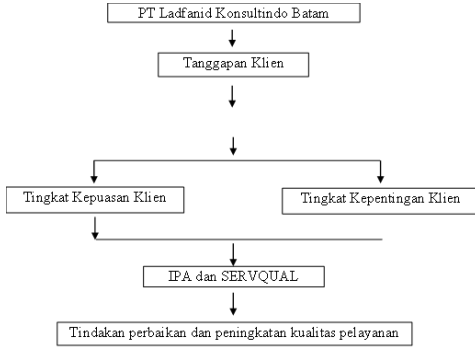 PT Ladfanid Konsultindo Batam
Tanggapan Klien
Tingkat Kepuasan Klien
Tingkat Kepentingan Klien
IPA dan SERVQUAL
Tindakan perbaikan dan peningkatan kualitas pelayanan